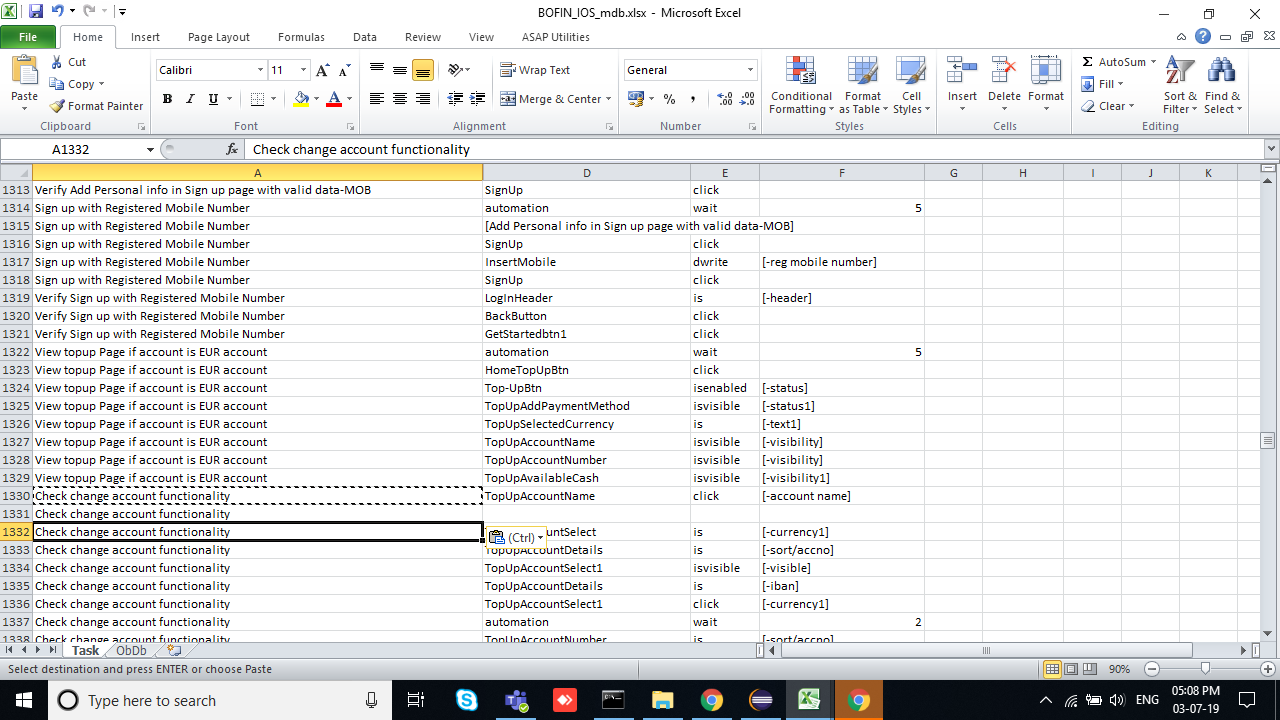 BOFIN_IOS_mdb.xlsx - Microsoft Excel
File Home Insert Page Layout Formulas Data Review View ASAP Utilities
Paste Cut Copy Format Painter Clipboard
Calibri 11 B I U A A A Font
Wrap Text Merge & Center Alignment
General % , Number
Conditional Formatting Format as Table Cell Styles Styles
Insert Delete Format Cells
Σ AutoSum Fill Clear Sort & Filter Find & Select Editing
A1332 fx Check change account functionality
A D E F G H I J K L
1313 Verify Add Personal info in Sign up page with valid data-MOB SignUp click
1314 Sign up with Registered Mobile Number automation wait 5
1315 Sign up with Registered Mobile Number [Add Personal info in Sign up page with valid data-MOB]
1316 Sign up with Registered Mobile Number SignUp click
1317 Sign up with Registered Mobile Number InsertMobile dwrite [-reg mobile number]
1318 Sign up with Registered Mobile Number SignUp click
1319 Verify Sign up with Registered Mobile Number LogInHeader is [-header]
1320 Verify Sign up with Registered Mobile Number BackButton click
1321 Verify Sign up with Registered Mobile Number GetStartedbtn1 click
1322 View topup Page if account is EUR account automation wait 5
1323 View topup Page if account is EUR account HomeTopUpBtn click
1324 View topup Page if account is EUR account Top-UpBtn isenabled [-status]
1325 View topup Page if account is EUR account TopUpAddPaymentMethod isvisible [-status1]
1326 View topup Page if account is EUR account TopUpSelectedCurrency is [-text1]
1327 View topup Page if account is EUR account TopUpAccountName isvisible [-visibility]
1328 View topup Page if account is EUR account TopUpAccountNumber isvisible [-visibility]
1329 View topup Page if account is EUR account TopUpAvailableCash isvisible [-visibility1]
1330 Check change account functionality TopUpAccountName click [-account name]
1331 Check change account functionality
1332 Check change account functionality (Ctrl) untSelect is [-currency1]
1333 Check change account functionality TopUpAccountDetails is [-sort/accno]
1334 Check change account functionality TopUpAccountSelect1 isvisible [-visible]
1335 Check change account functionality TopUpAccountDetails is [-iban]
1336 Check change account functionality TopUpAccountSelect1 click [-currency1]
1337 Check change account functionality automation wait 2
1338 Check change account functionality TopUpAccountNumber is [-sort/accno]
Task ObDb
Select destination and press ENTER or choose Paste 90%
Type here to search ENG 05:08 PM
03-07-19